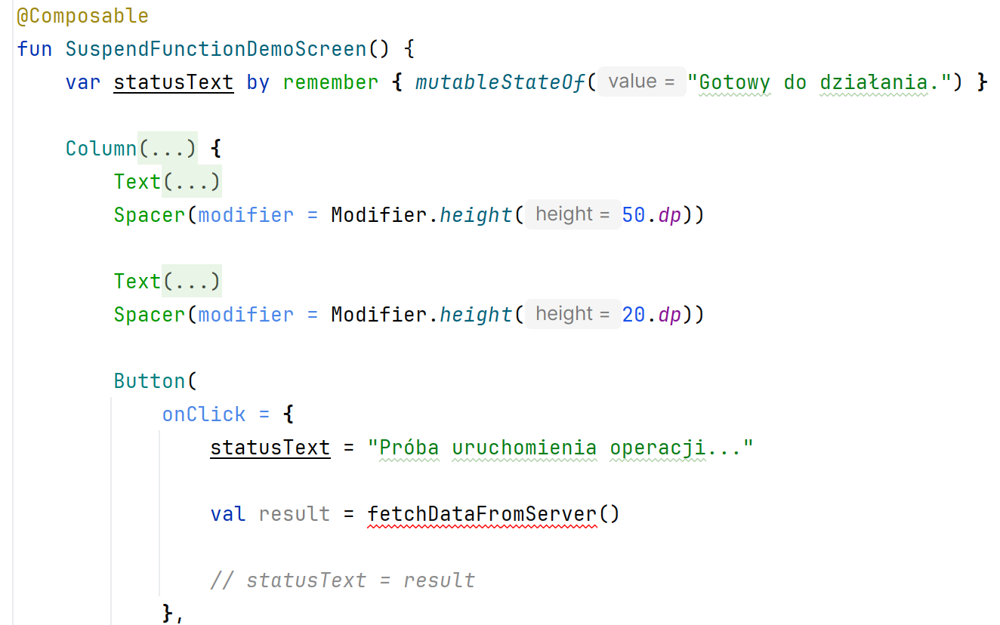 @Composable
fun SuspendFunctionDemoScreen() {
    var statusText by remember { mutableStateOf( value = "Gotowy do działania.") }
    Column(...) {
        Text(...)
        Spacer(modifier = Modifier.height( height = 50.dp))
        Text(...)
        Spacer(modifier = Modifier.height( height = 20.dp))
        Button(
            onClick = {
                statusText = "Próba uruchomienia operacji..."
                val result = fetchDataFromServer()
                // statusText = result
            },